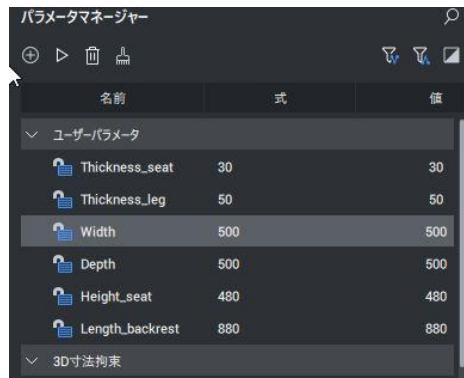 パラメータマネージャー
名前 式 値
ユーザーパラメータ
Thickness_seat 30 30
Thickness_leg 50 50
Width 500 500
Depth 500 500
Height_seat 480 480
Length_backrest 880 880
3D寸法拘束